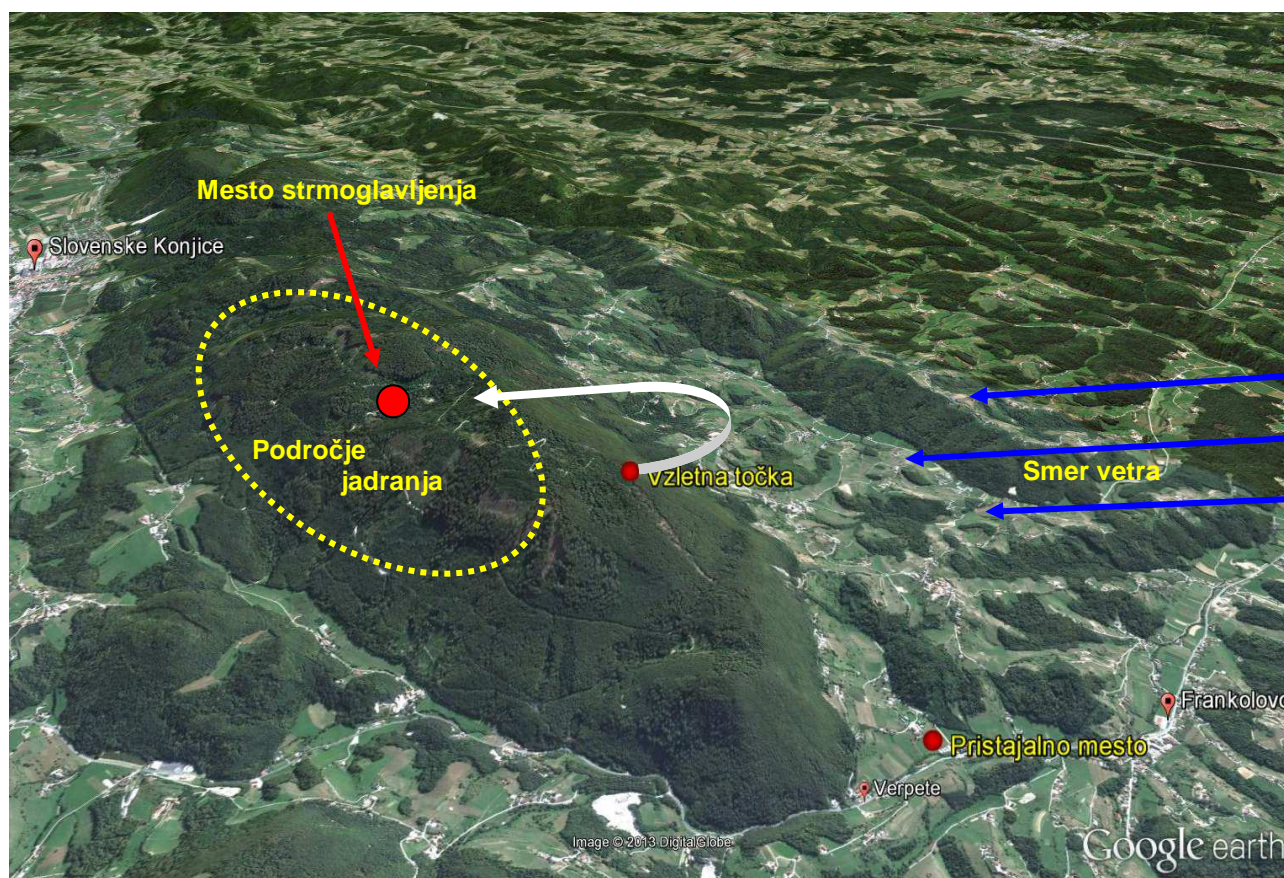 Mesto strmoglavljenja
Slovenske Konjice
Področje
jadranja
Vzletna točka
Smer vetra
Frankolovo
Pristajalno mesto
Verpete
Image © 2013 DigitalGlobe
Google earth